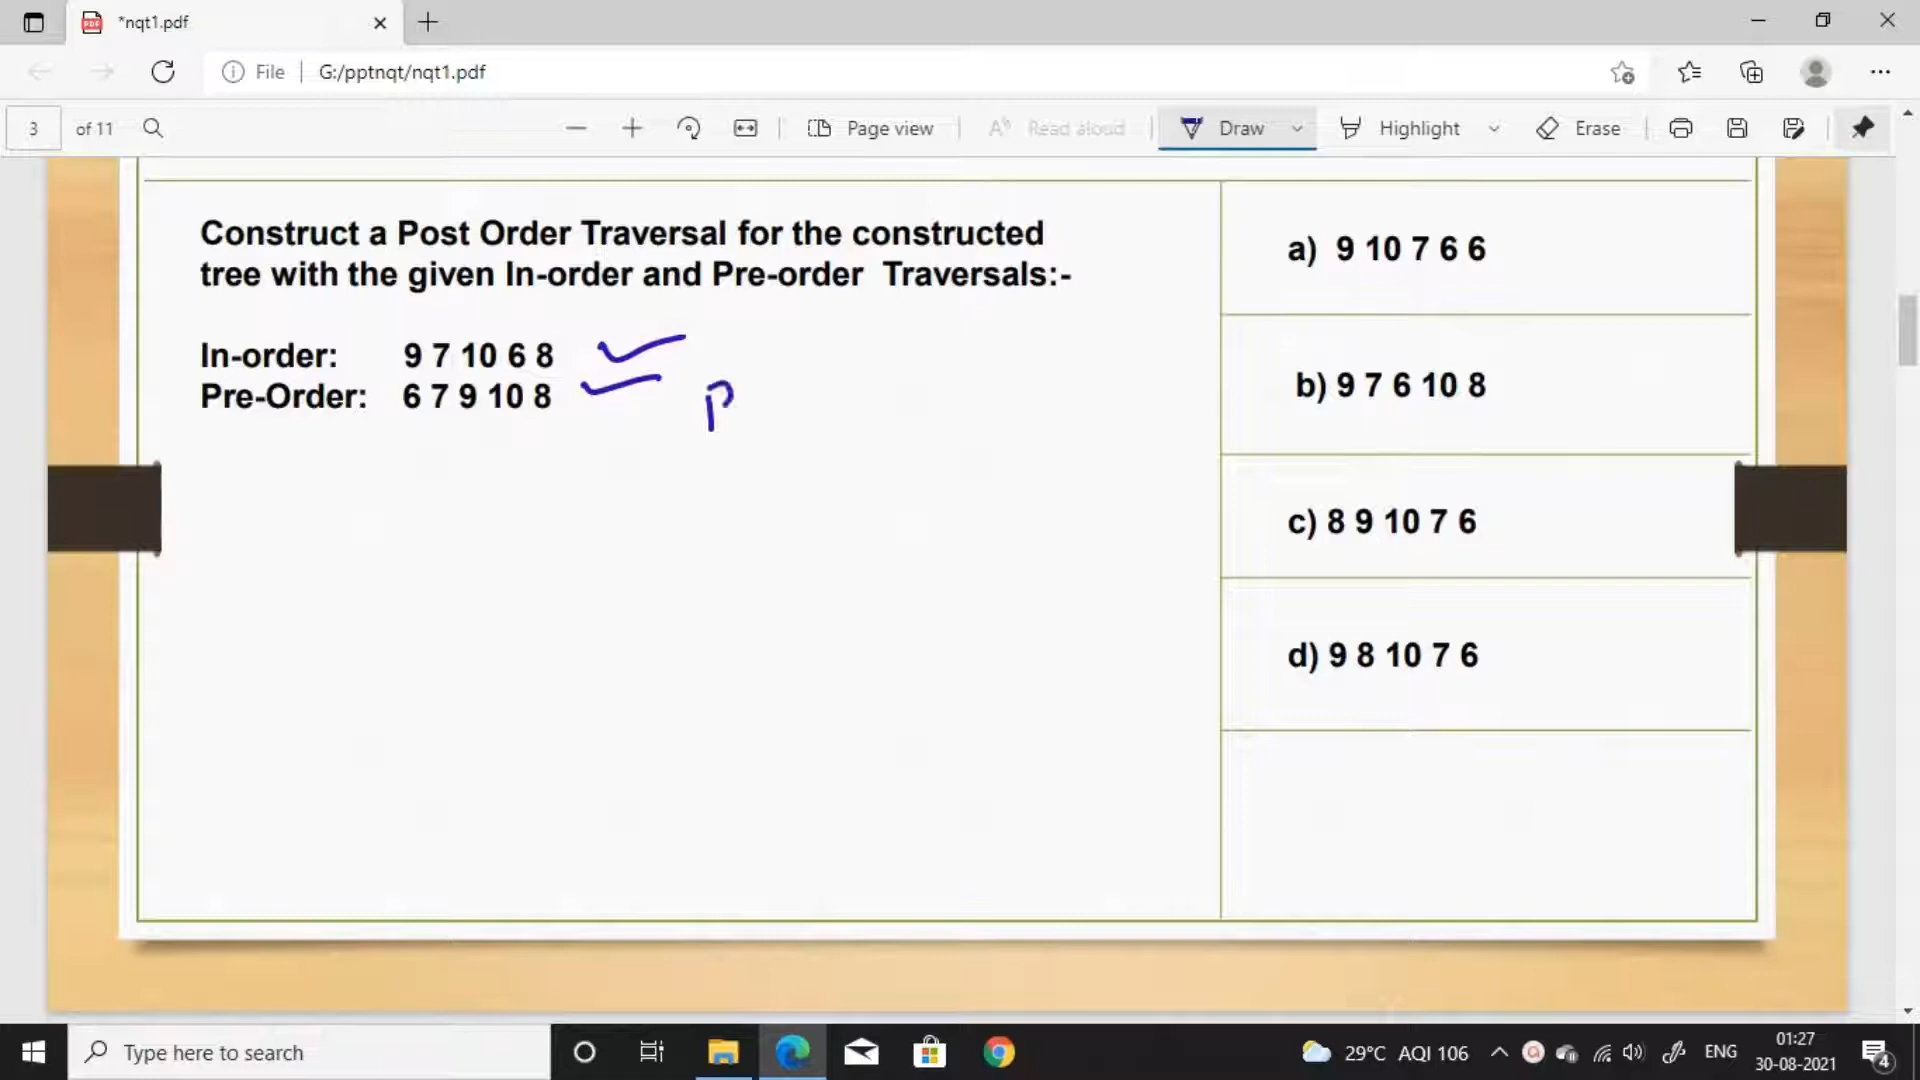 *nqt1.pdf
File G:/pptnqt/nqt1.pdf
3 of 11 Page view Read aloud Draw Highlight Erase
Construct a Post Order Traversal for the constructed
tree with the given In-order and Pre-order Traversals:-
In-order: 9 7 10 6 8
Pre-Order: 6 7 9 10 8
P
a) 9 10 7 6 6
b) 9 7 6 10 8
c) 8 9 10 7 6
d) 9 8 10 7 6
Type here to search
29°C AQI 106
ENG
01:27
30-08-2021
4